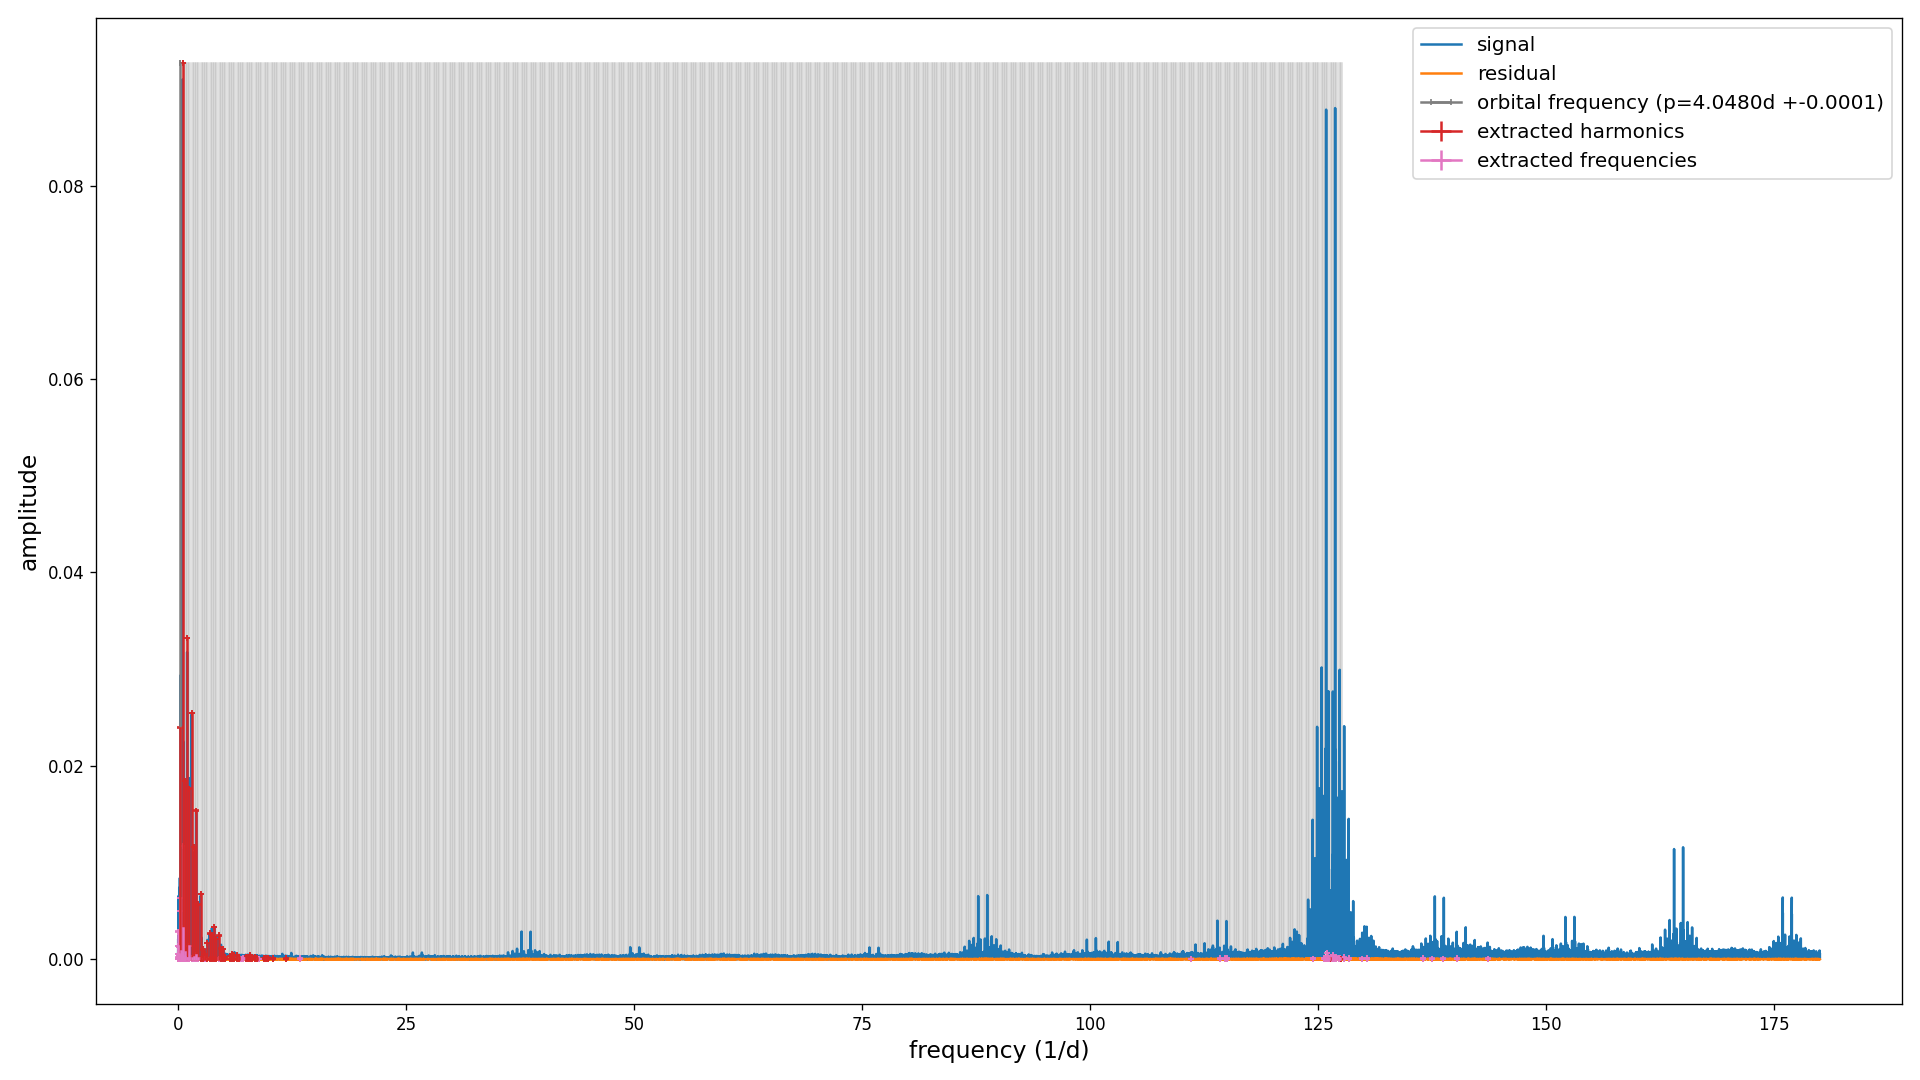 signal
residual
orbital frequency (p=4.0480d +-0.0001)
extracted harmonics
extracted frequencies
0.08
0.06
0.04
0.02
0.00
amplitude
0 25 50 75 100 125 150 175
frequency (1/d)